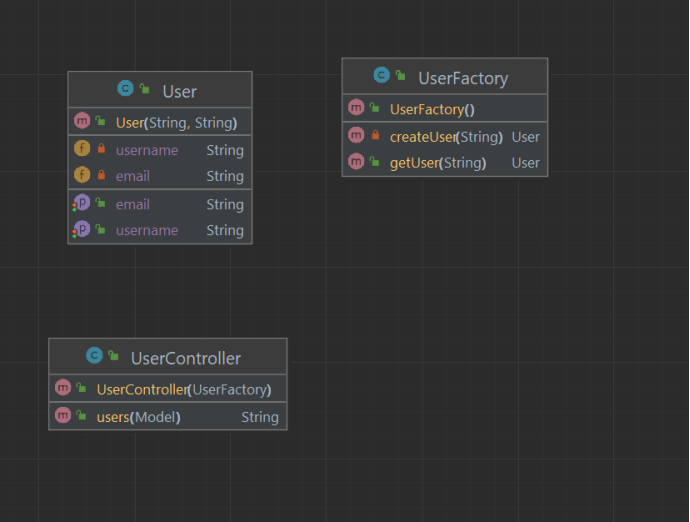 User
User(String, String)
username String
email String
email String
username String
UserFactory
UserFactory()
createUser(String) User
getUser(String) User
UserController
UserController(UserFactory)
users(Model) String